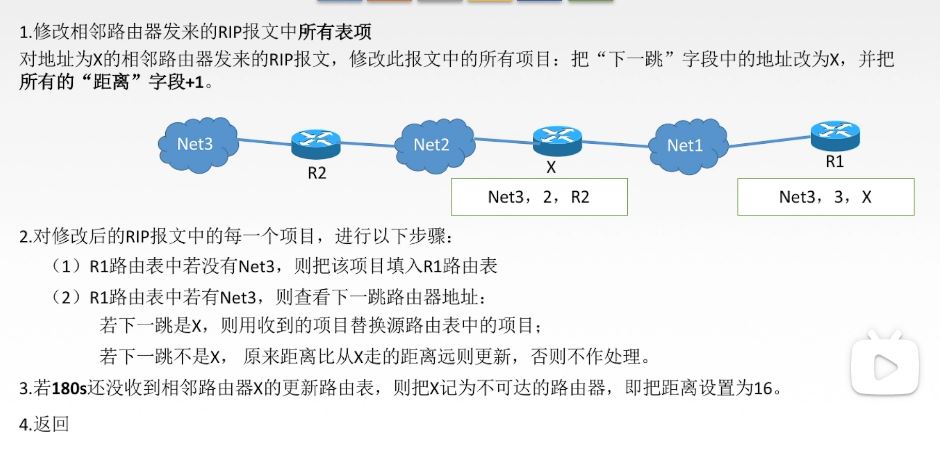 1.修改相邻路由器发来的RIP报文中所有表项
对地址为X的相邻路由器发来的RIP报文，修改此报文中的所有项目：把“下一跳”字段中的地址改为X，并把
所有的“距离”字段+1。
Net3
Net2
Net1
R2
X
R1
Net3，2，R2
Net3，3，X
2.对修改后的RIP报文中的每一个项目，进行以下步骤：
（1）R1路由表中若没有Net3，则把该项目填入R1路由表
（2）R1路由表中若有Net3，则查看下一跳路由器地址：
若下一跳是X，则用收到的项目替换源路由表中的项目；
若下一跳不是X， 原来距离比从X走的距离远则更新，否则不作处理。
3.若180s还没收到相邻路由器X的更新路由表，则把X记为不可达的路由器，即把距离设置为16。
4.返回